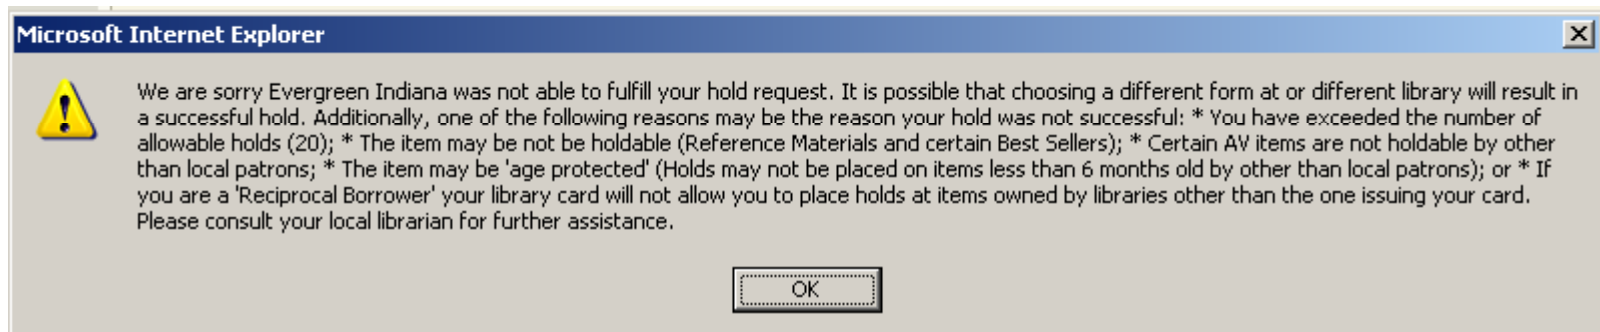 Microsoft Internet Explorer
We are sorry Evergreen Indiana was not able to fulfill your hold request. It is possible that choosing a different form at or different library will result in
a successful hold. Additionally, one of the following reasons may be the reason your hold was not successful: * You have exceeded the number of
allowable holds (20); * The item may be not be holdable (Reference Materials and certain Best Sellers); * Certain AV items are not holdable by other
than local patrons; * The item may be 'age protected' (Holds may not be placed on items less than 6 months old by other than local patrons); or * If
you are a 'Reciprocal Borrower' your library card will not allow you to place holds at items owned by libraries other than the one issuing your card.
Please consult your local librarian for further assistance.
OK